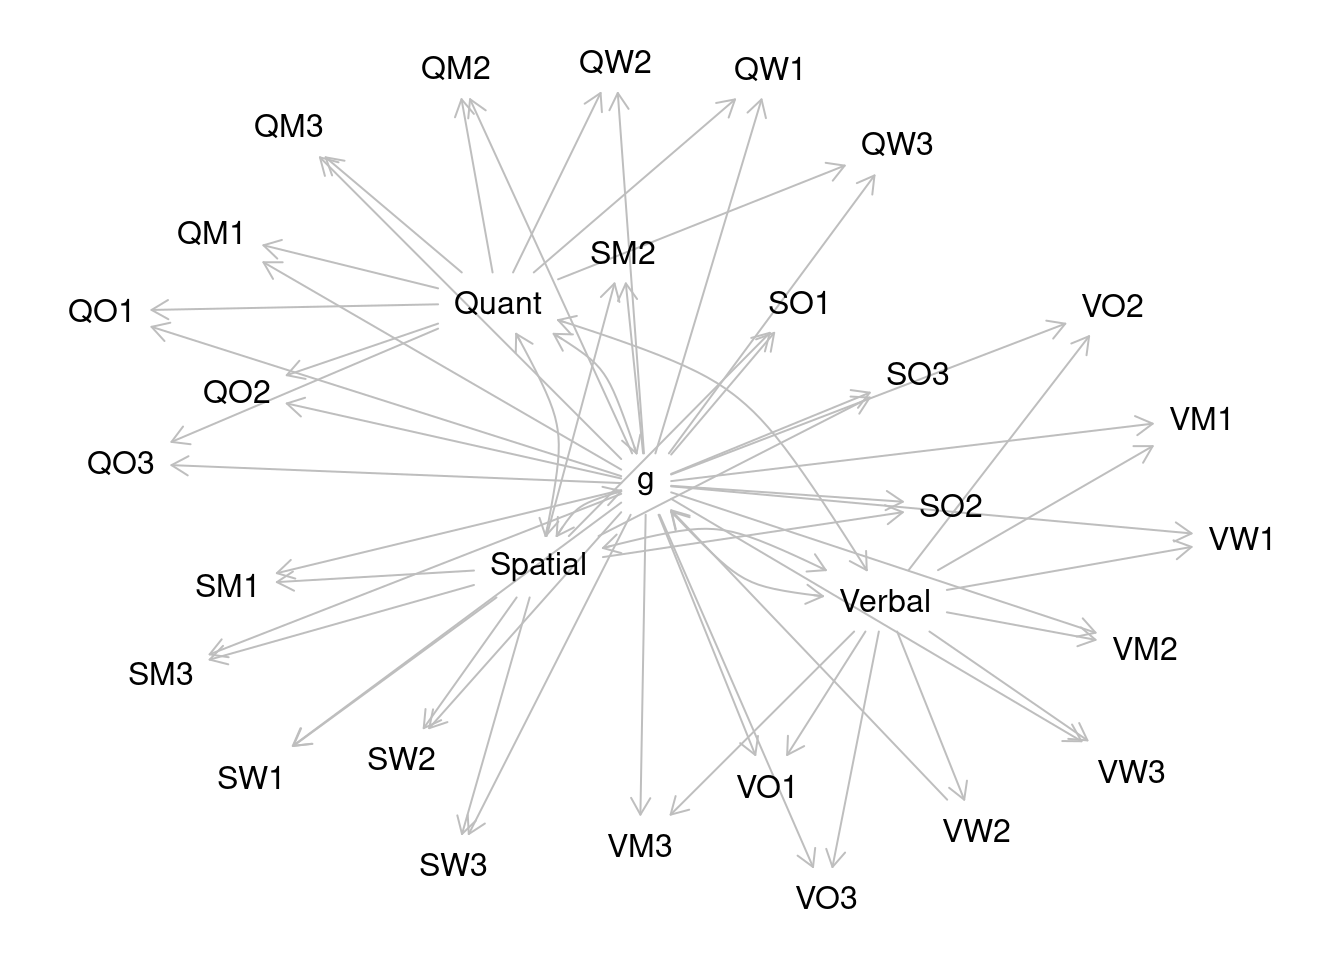 QM2
QW2
QW1
QM3
QW3
QM1
SM2
QO1
Quant
SO1
VO2
QO2
SO3
VM1
QO3
g
SO2
VW1
SM1
Spatial
Verbal
SM3
VM2
SW1
SW2
VO1
VW3
SW3
VM3
VW2
VO3